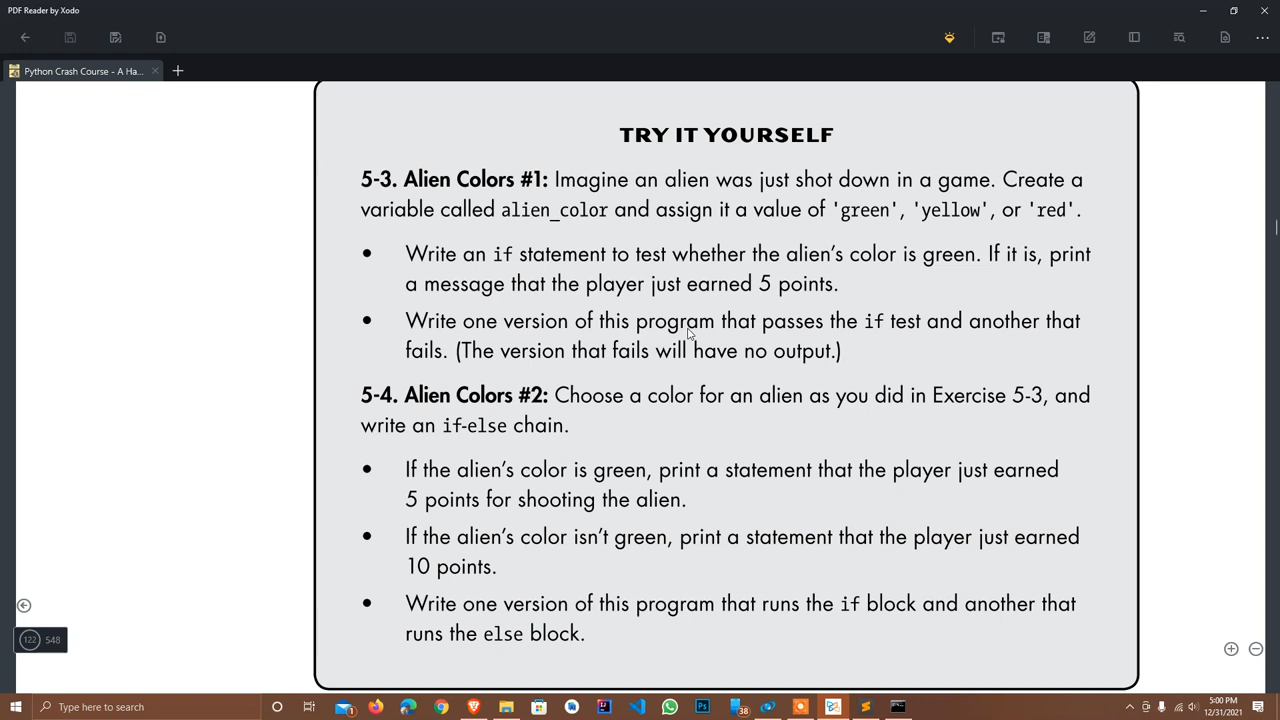 PDF Reader by Xodo
Python Crash Course - A Ha...
TRY IT YOURSELF
5-3. Alien Colors #1: Imagine an alien was just shot down in a game. Create a
variable called alien_color and assign it a value of 'green', 'yellow', or 'red'.
• Write an if statement to test whether the alien’s color is green. If it is, print
a message that the player just earned 5 points.
• Write one version of this program that passes the if test and another that
fails. (The version that fails will have no output.)
5-4. Alien Colors #2: Choose a color for an alien as you did in Exercise 5-3, and
write an if-else chain.
• If the alien’s color is green, print a statement that the player just earned
5 points for shooting the alien.
• If the alien’s color isn’t green, print a statement that the player just earned
10 points.
• Write one version of this program that runs the if block and another that
runs the else block.
122 548
Type here to search
1
38
5:00 PM
12/31/2021